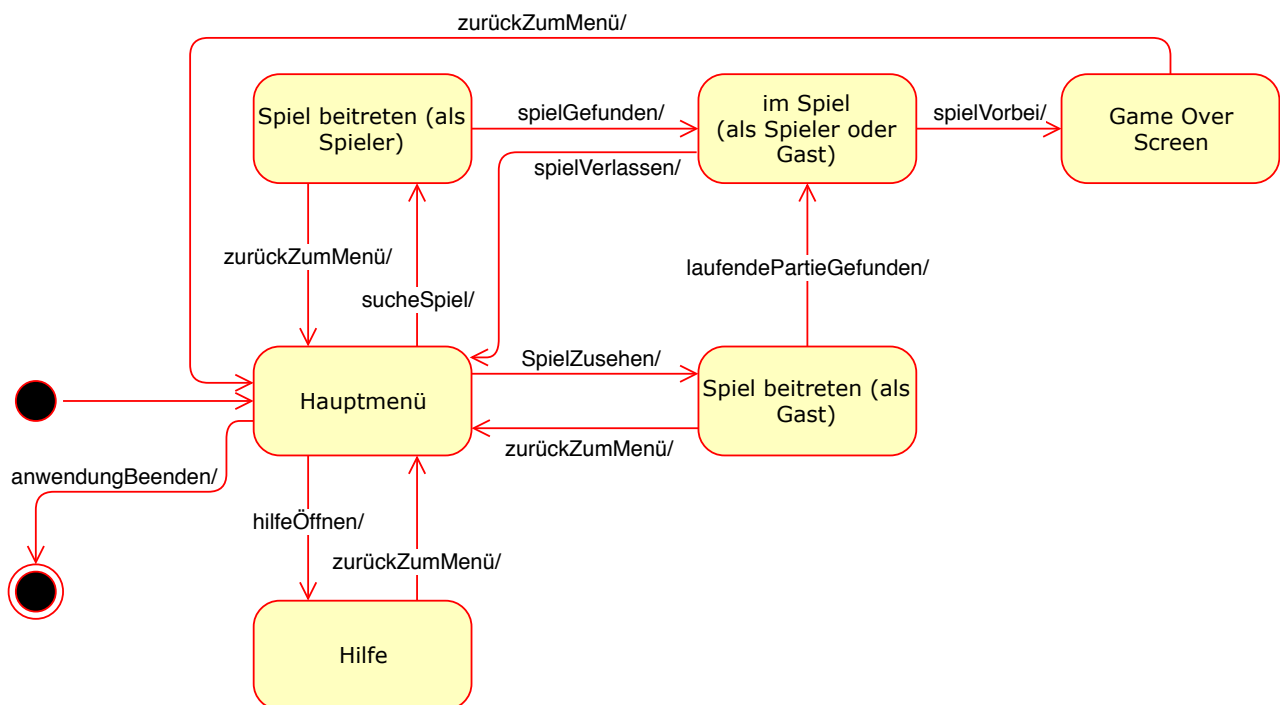 zurückZumMenü/
Spiel beitreten (als
Spieler)
spielGefunden/
im Spiel
(als Spieler oder
Gast)
spielVorbei/
Game Over
Screen
spielVerlassen/
zurückZumMenü/
sucheSpiel/
laufendePartieGefunden/
Hauptmenü
SpielZusehen/
Spiel beitreten (als
Gast)
zurückZumMenü/
anwendungBeenden/
hilfeÖffnen/
zurückZumMenü/
Hilfe